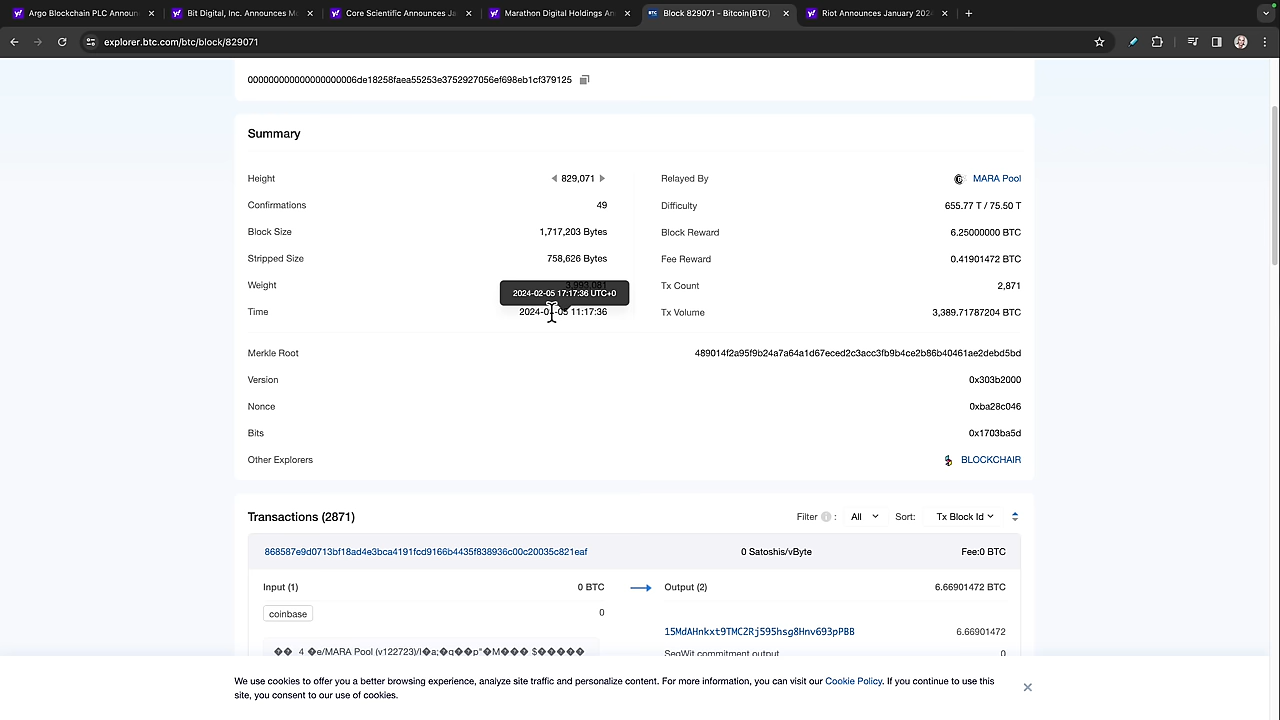 Argo Blockchain PLC Announ
Bit Digital, Inc. Announces M
Core Scientific Announces Ja
Marathon Digital Holdings An
Block 829071 - Bitcoin(BTC)
Riot Announces January 202
explorer.btc.com/btc/block/829071
000000000000000000006de18258faea55253e3752927056ef698eb1cf379125
Summary
Height 829,071
Relayed By MARA Pool
Confirmations 49
Difficulty 655.77 T / 75.50 T
Block Size 1,717,203 Bytes
Block Reward 6.25000000 BTC
Stripped Size 758,626 Bytes
Fee Reward 0.41901472 BTC
Weight
Tx Count 2,871
2024-02-05 17:17:36 UTC+0
Time 2024-02-05 11:17:36
Tx Volume 3,389.71787204 BTC
Merkle Root 489014f2a95f9b24a7a64a1d67eced2c3acc3fb9b4ce2b86b40461ae2debd5bd
Version 0x303b2000
Nonce 0xba28c046
Bits 0x1703ba5d
Other Explorers BLOCKCHAIR
Transactions (2871)
Filter : All Sort: Tx Block Id
868587e9d0713bf18ad4e3bca4191fcd9166b4435f838936c00c20035c821eaf 0 Satoshis/vByte Fee:0 BTC
Input (1) 0 BTC Output (2) 6.66901472 BTC
coinbase 0
15MdAHnkxt9TMC2Rj595hsg8Hnv693pPBB 6.66901472
�� 4 �e/MARA Pool (v122723)/l�a;�q��p"�M��� $�����
SegWit commitment output 0
We use cookies to offer you a better browsing experience, analyze site traffic and personalize content. For more information, you can visit our Cookie Policy. If you continue to use this
site, you consent to our use of cookies.